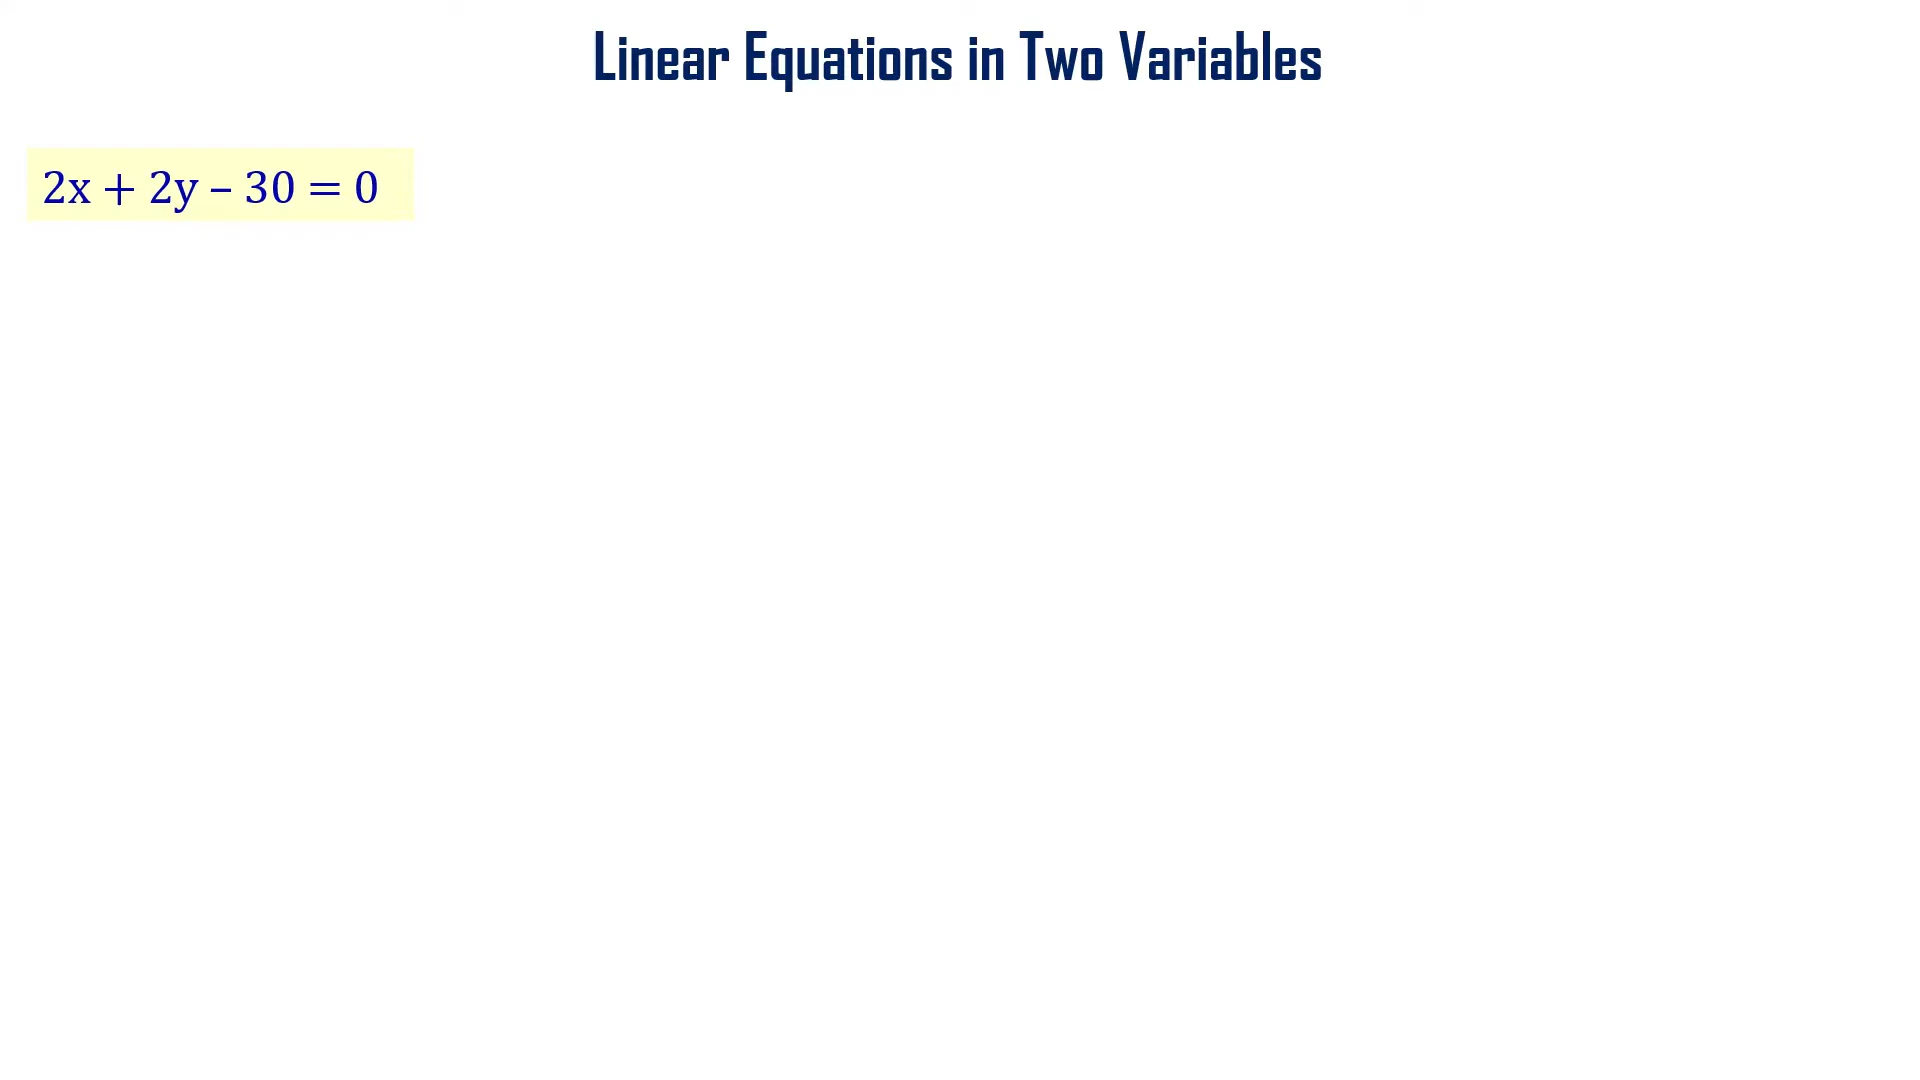 Linear Equations in Two Variables
2x + 2y – 30 = 0